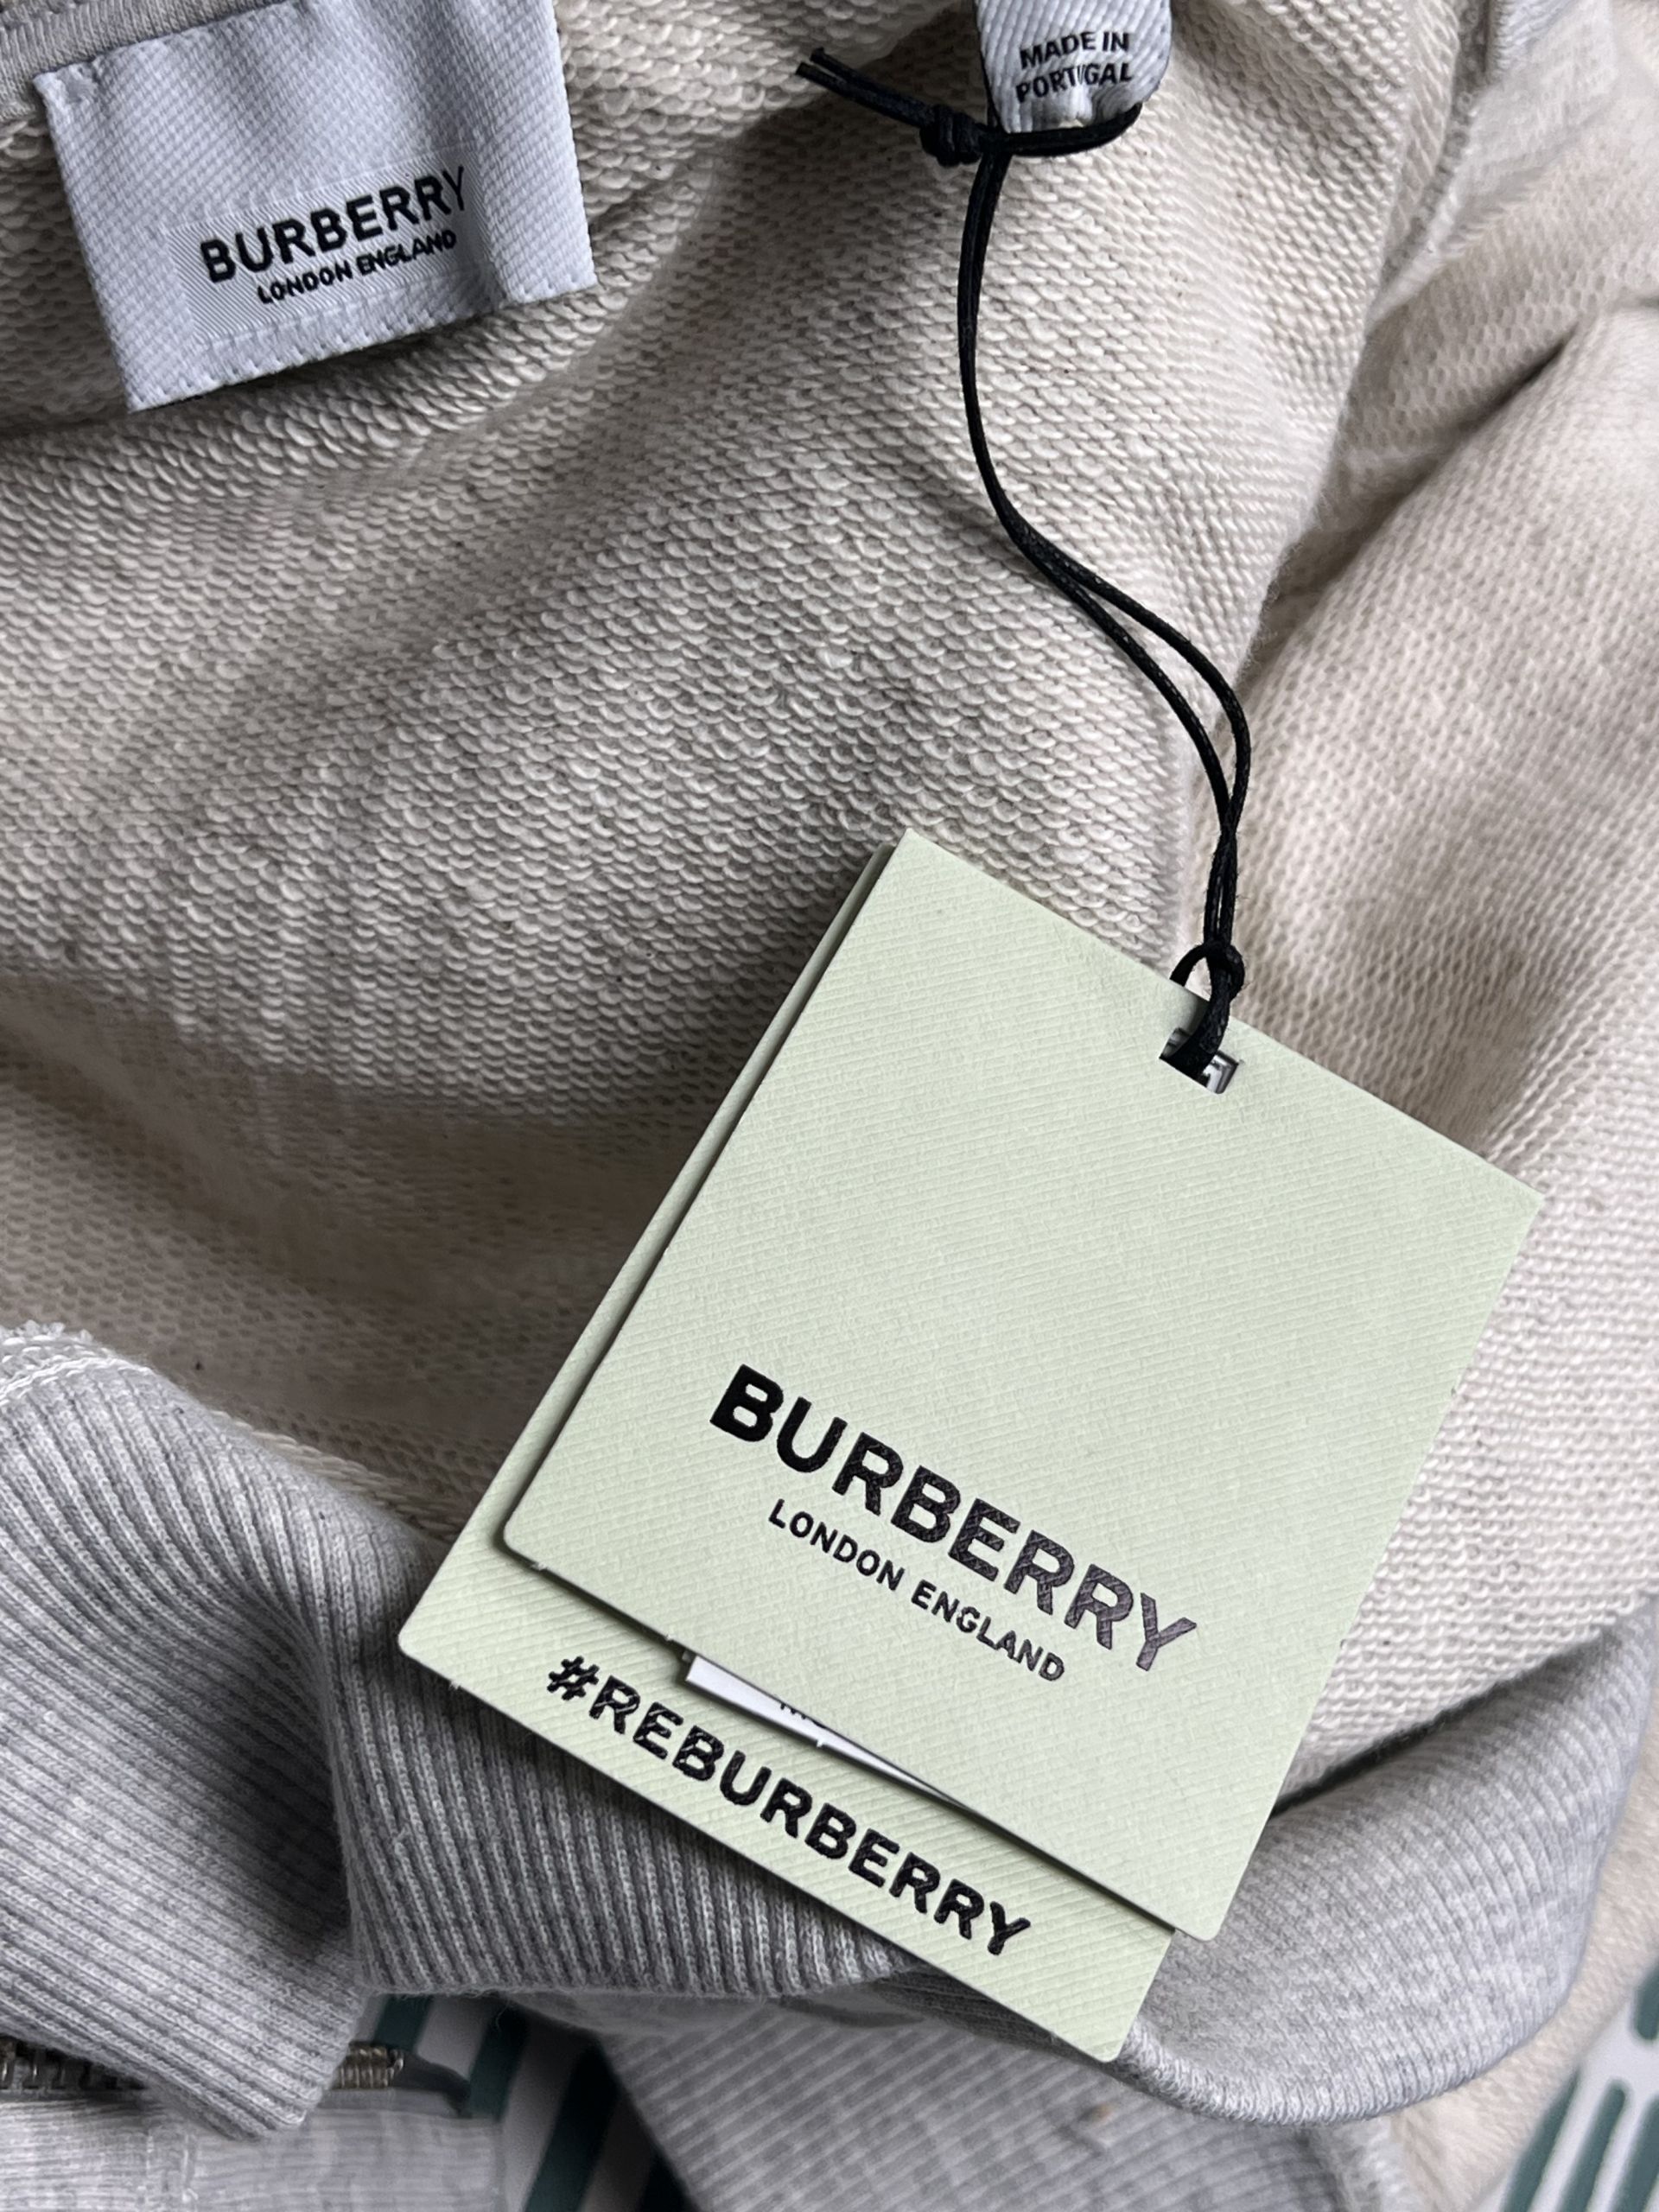 BURBERRY
LONDON ENGLAND
MADE IN
PORTUGAL
BURBERRY
LONDON ENGLAND
#REBURBERRY